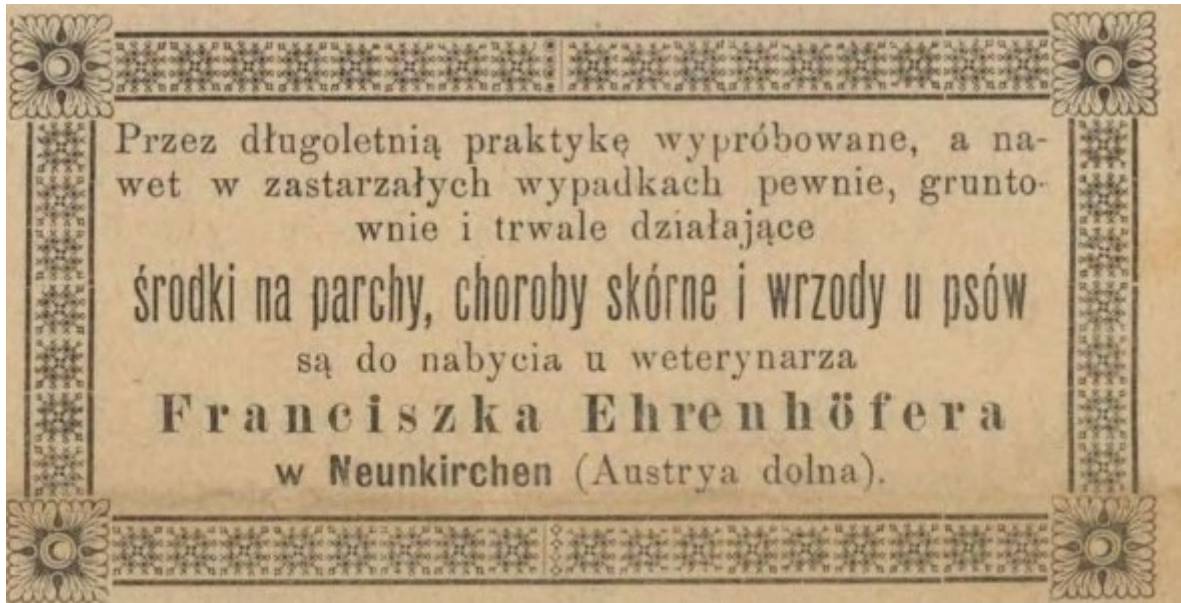 Przez długoletnią praktykę wypróbowane, a na-
wet w zastarzałych wypadkach pewnie, grunto-
wnie i trwale działające
środki na parchy, choroby skórne i wrzody u psów
są do nabycia u weterynarza
Franciszka Ehrenhöfera
w Neunkirchen (Austrya dolna).